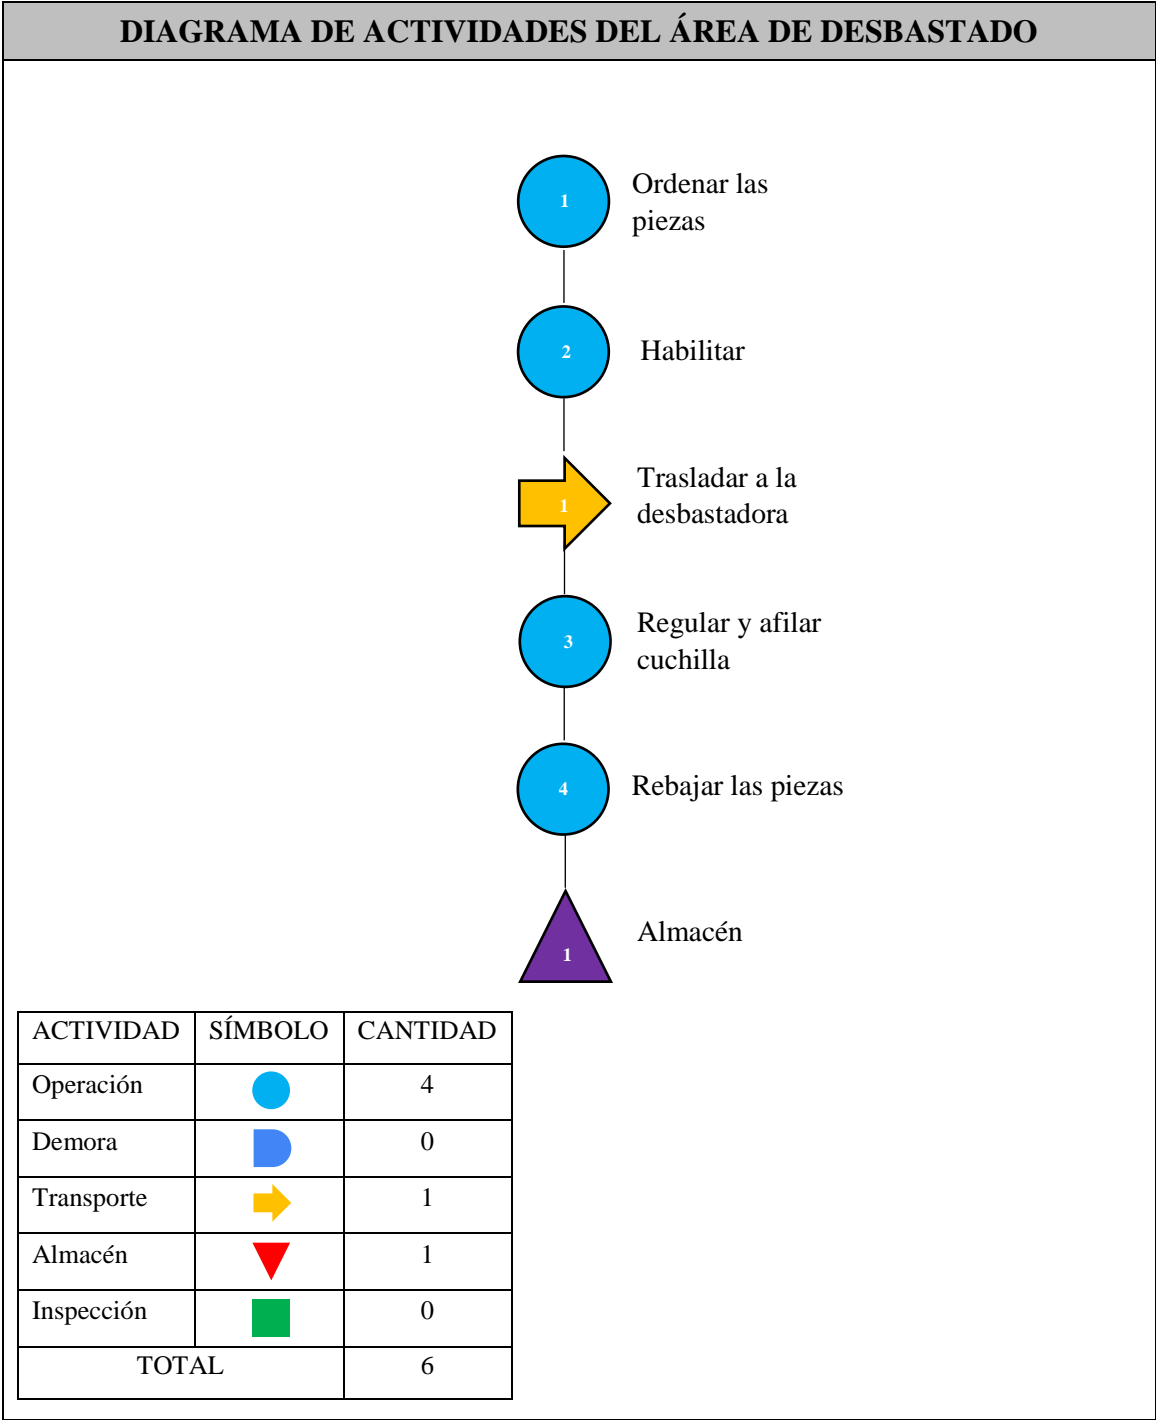 DIAGRAMA DE ACTIVIDADES DEL ÁREA DE DESBASTADO
1
Ordenar las
piezas
2
Habilitar
1
Trasladar a la
desbastadora
3
Regular y afilar
cuchilla
4
Rebajar las piezas
1
Almacén
ACTIVIDAD SÍMBOLO CANTIDAD
Operación 4
Demora 0
Transporte 1
Almacén 1
Inspección 0
TOTAL 6